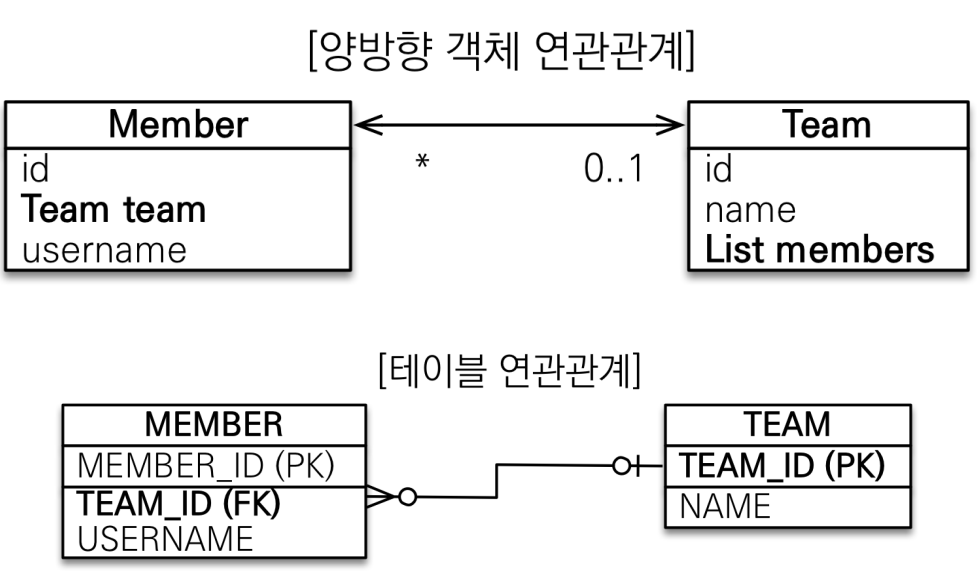 [양방향 객체 연관관계]
Member
id
Team team
username
*
0..1
Team
id
name
List members
[테이블 연관관계]
MEMBER
MEMBER_ID (PK)
TEAM_ID (FK)
USERNAME
TEAM
TEAM_ID (PK)
NAME